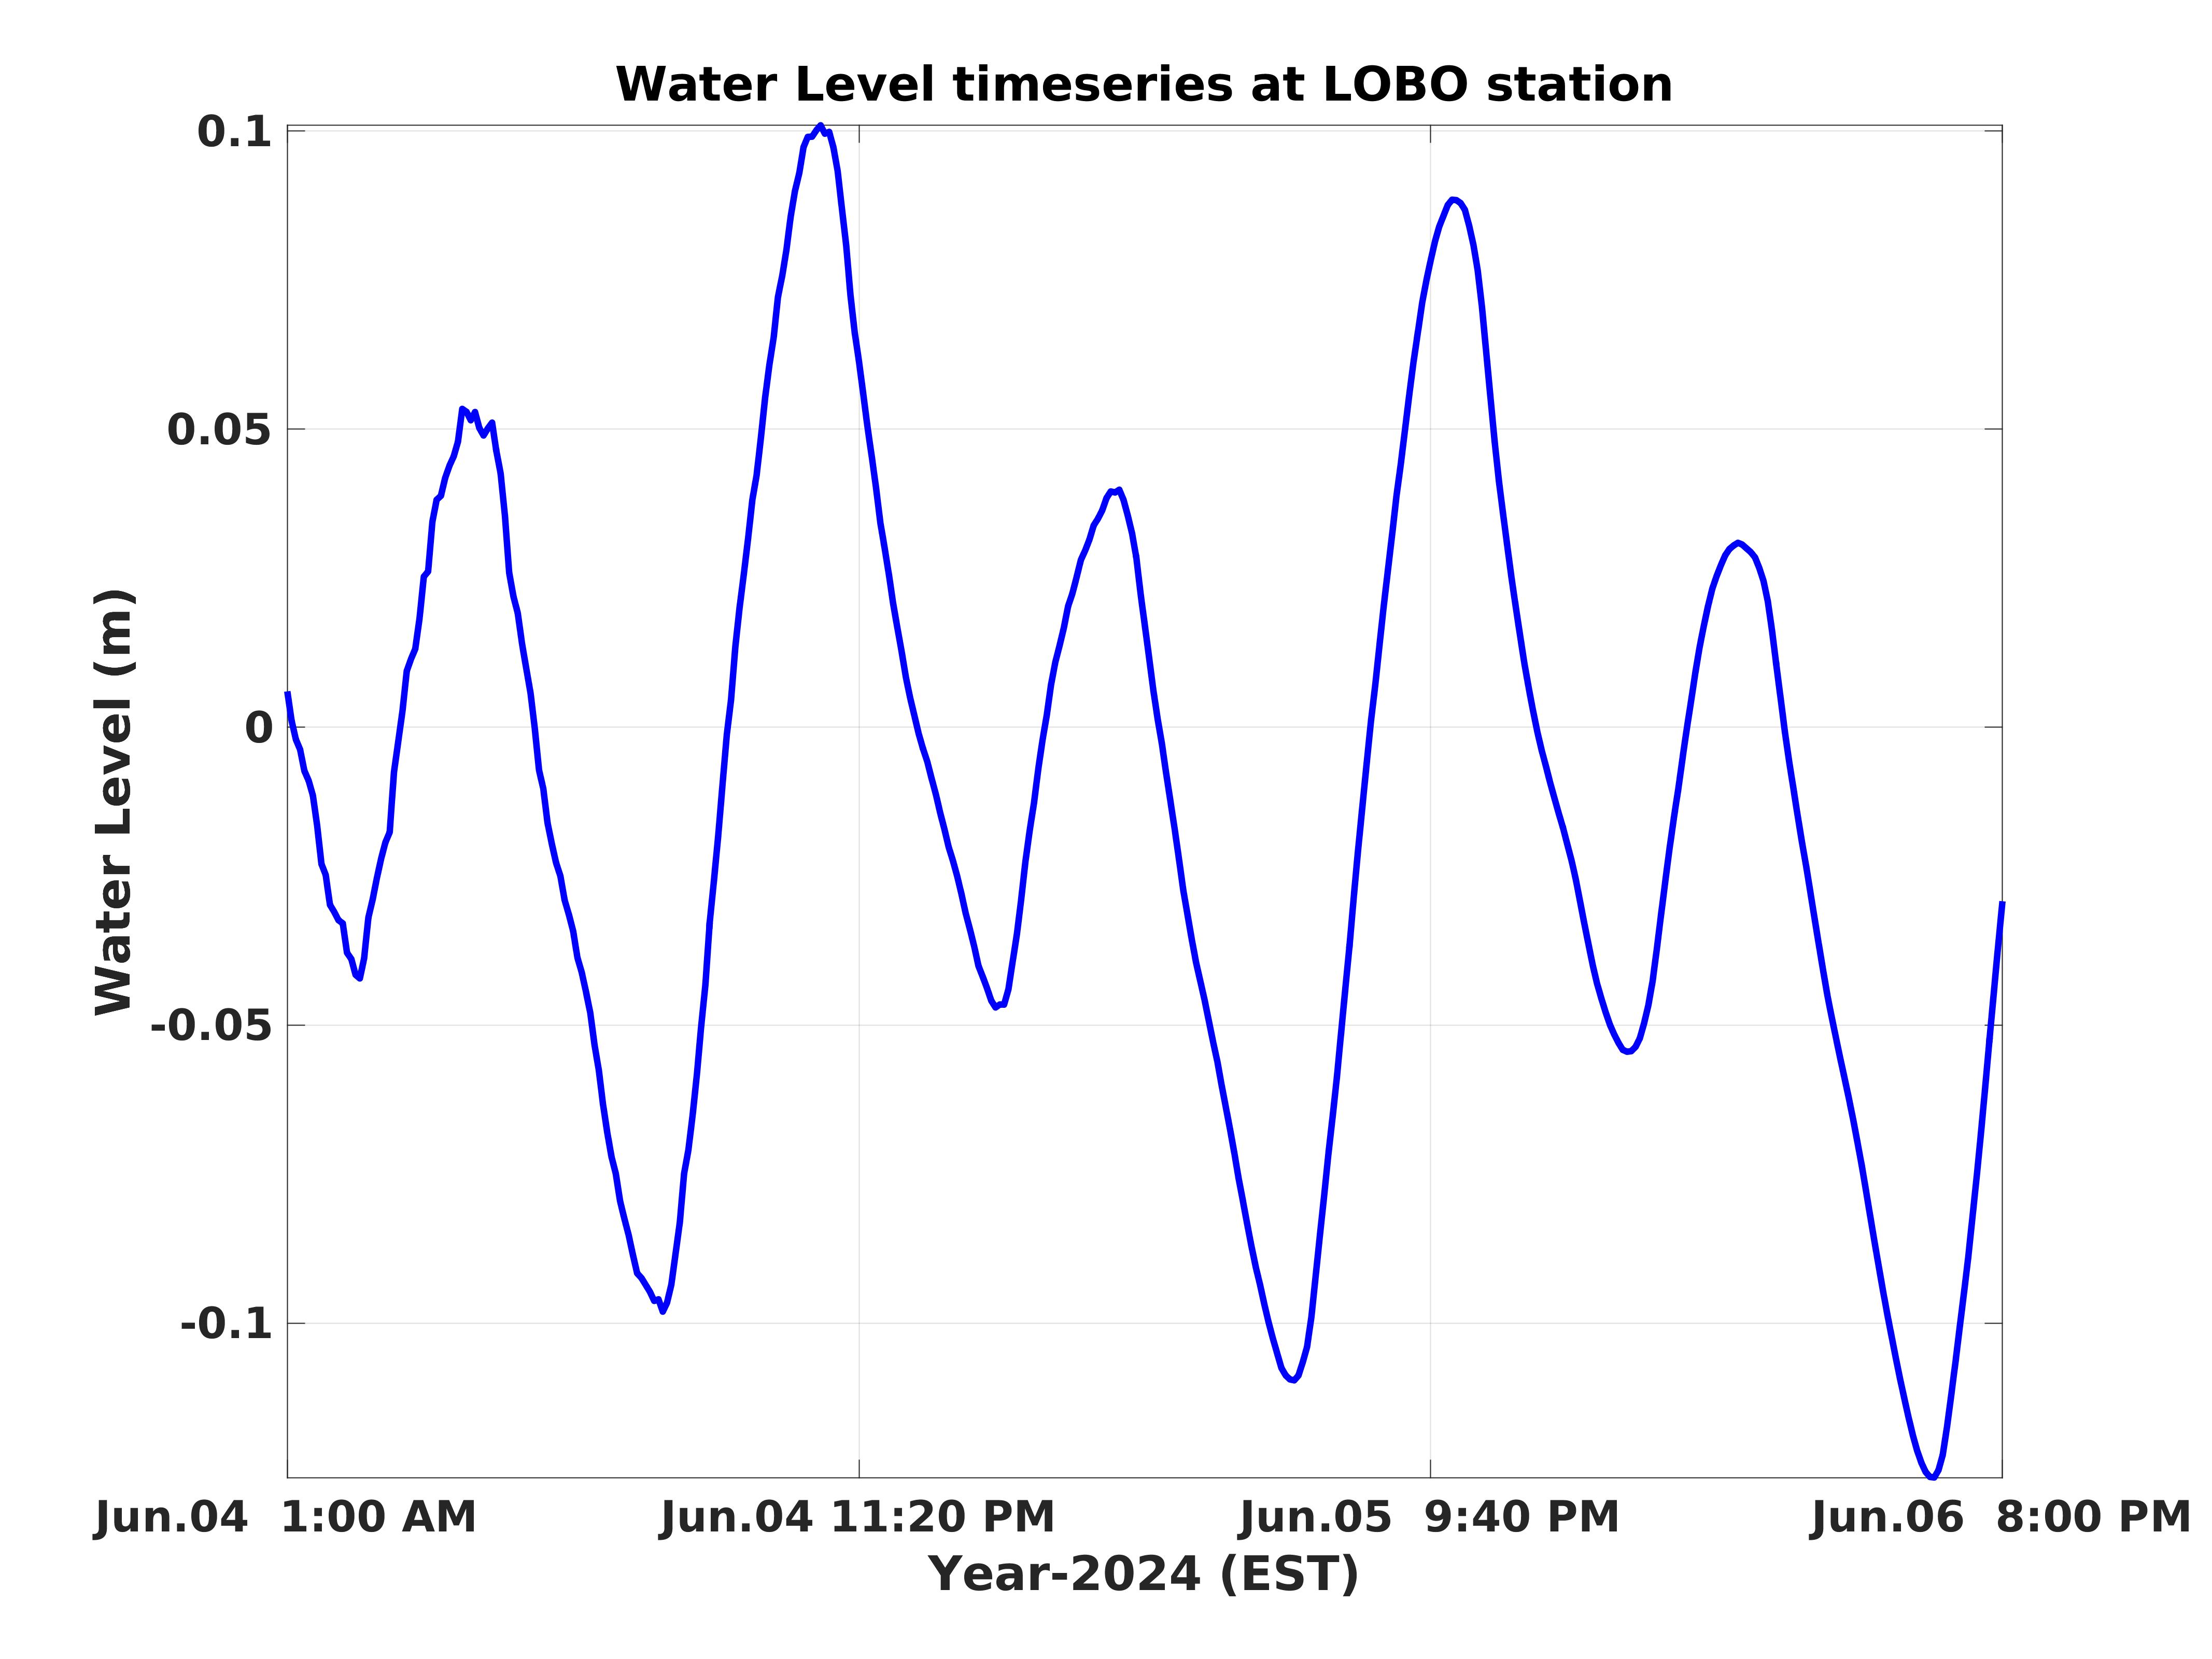 Water Level timeseries at LOBO station
0.1
0.05
0
-0.05
-0.1
Water Level (m)
Jun.04  1:00 AM
Jun.04 11:20 PM
Jun.05  9:40 PM
Jun.06  8:00 PM
Year-2024 (EST)